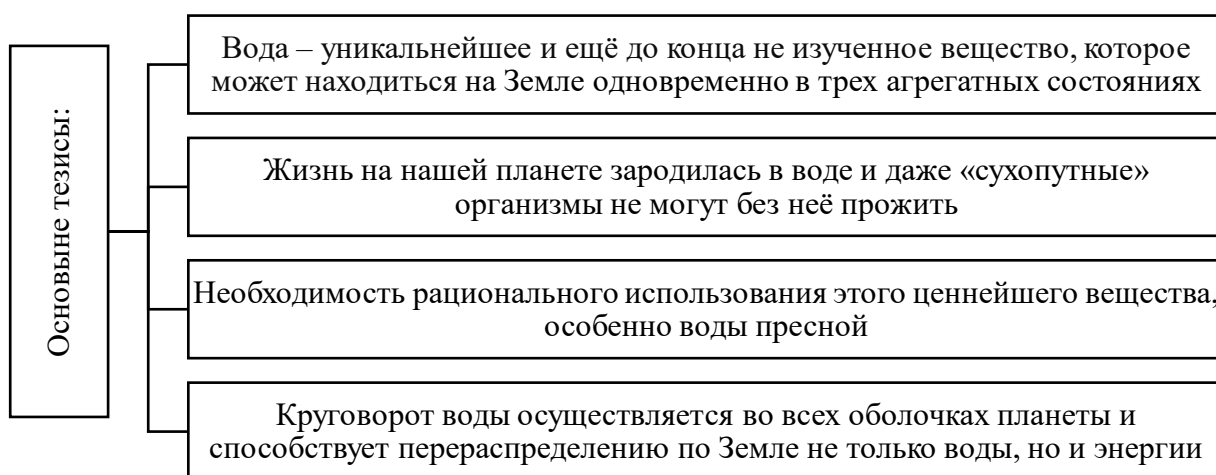 Основыне тезисы:
Вода – уникальнейшее и ещё до конца не изученное вещество, которое
может находиться на Земле одновременно в трех агрегатных состояниях
Жизнь на нашей планете зародилась в воде и даже «сухопутные»
организмы не могут без неё прожить
Необходимость рационального использования этого ценнейшего вещества,
особенно воды пресной
Круговорот воды осуществляется во всех оболочках планеты и
способствует перераспределению по Земле не только воды, но и энергии